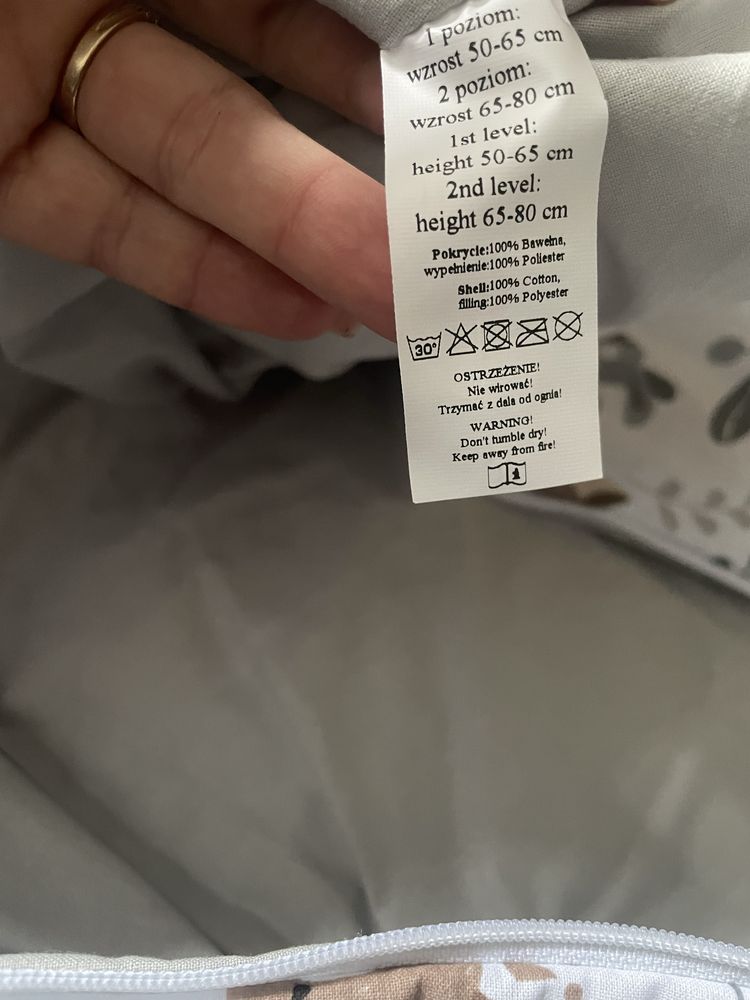 1 poziom:
wzrost 50-65 cm
2 poziom:
wzrost 65-80 cm
1st level:
height 50-65 cm
2nd level:
height 65-80 cm
Pokrycie:100% Bawełna,
wypełnienie:100% Poliester
Shell:100% Cotton,
filling:100% Polyester
30°
OSTRZEŻENIE!
Nie wirować!
Trzymać z dala od ognia!
WARNING!
Don't tumble dry!
Keep away from fire!